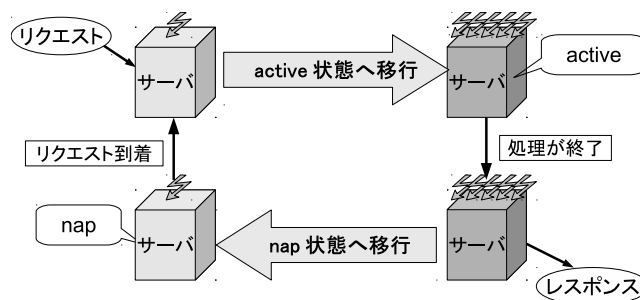 リクエスト
サーバ
active 状態へ移行
サーバ
active
リクエスト到着
処理が終了
nap
サーバ
nap 状態へ移行
サーバ
レスポンス